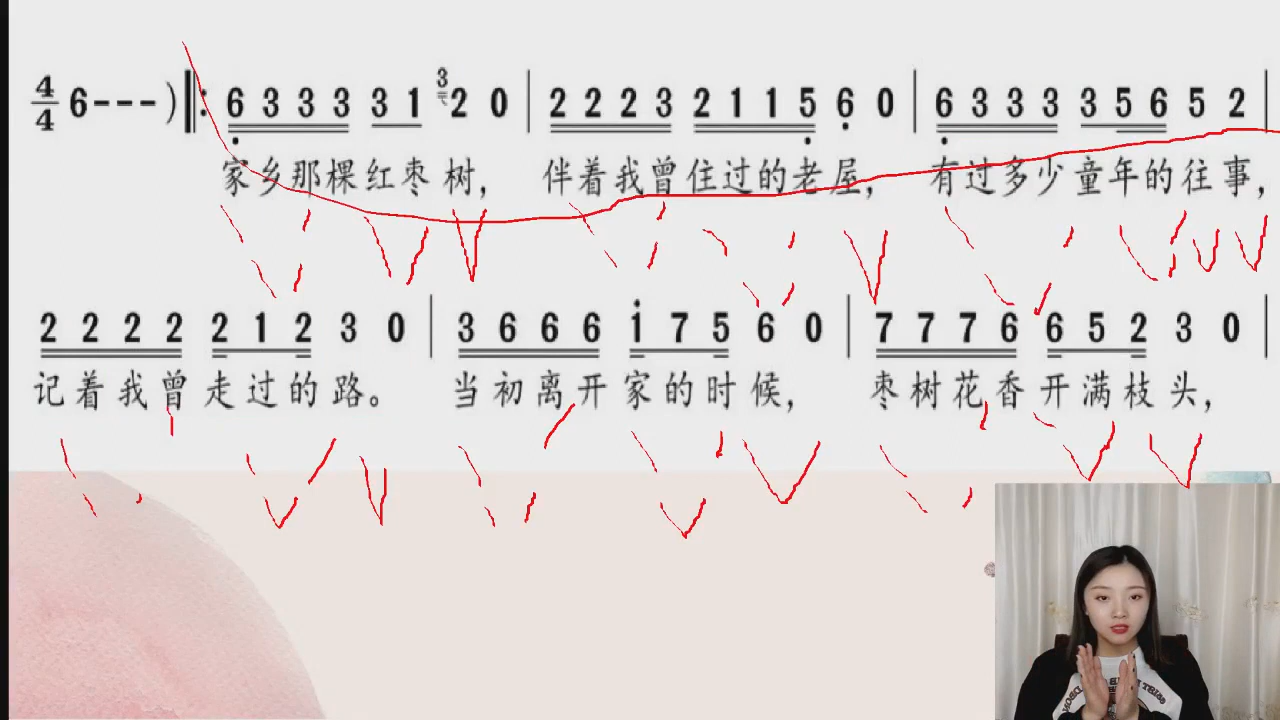 4/4 6 - - - ) ‖: 6 3 3 3 3 1 3 2 0 | 2 2 2 3 2 1 1 5 6 0 | 6 3 3 3 3 5 6 5 2 |
家乡那棵红枣树， 伴着我曾住过的老屋， 有过多少童年的往事，
2 2 2 2 2 1 2 3 0 | 3 6 6 6 1 7 5 6 0 | 7 7 7 6 6 5 2 3 0 |
记着我曾走过的路。 当初离开家的时候， 枣树花香开满枝头，